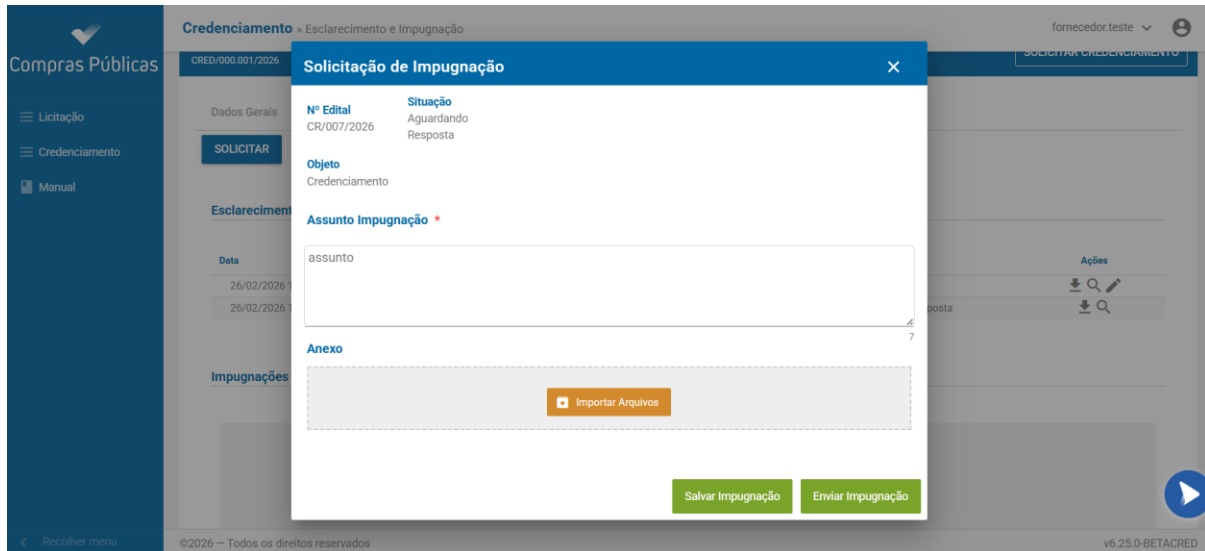 Compras Públicas
Licitação
Credenciamento
Manual
Recolher menu
Credenciamento » Esclarecimento e Impugnação
fornecedor.teste
CRED/000.001/2026
SOLICITAR CREDENCIAMENTO
Dados Gerais
SOLICITAR
Esclareciment
Data
Ações
26/02/2026 1
26/02/2026 1
posta
Impugnações
Solicitação de Impugnação
Nº Edital
CR/007/2026
Situação
Aguardando
Resposta
Objeto
Credenciamento
Assunto Impugnação *
assunto
7
Anexo
Importar Arquivos
Salvar Impugnação
Enviar Impugnação
©2026 — Todos os direitos reservados
v6.25.0-BETACRED